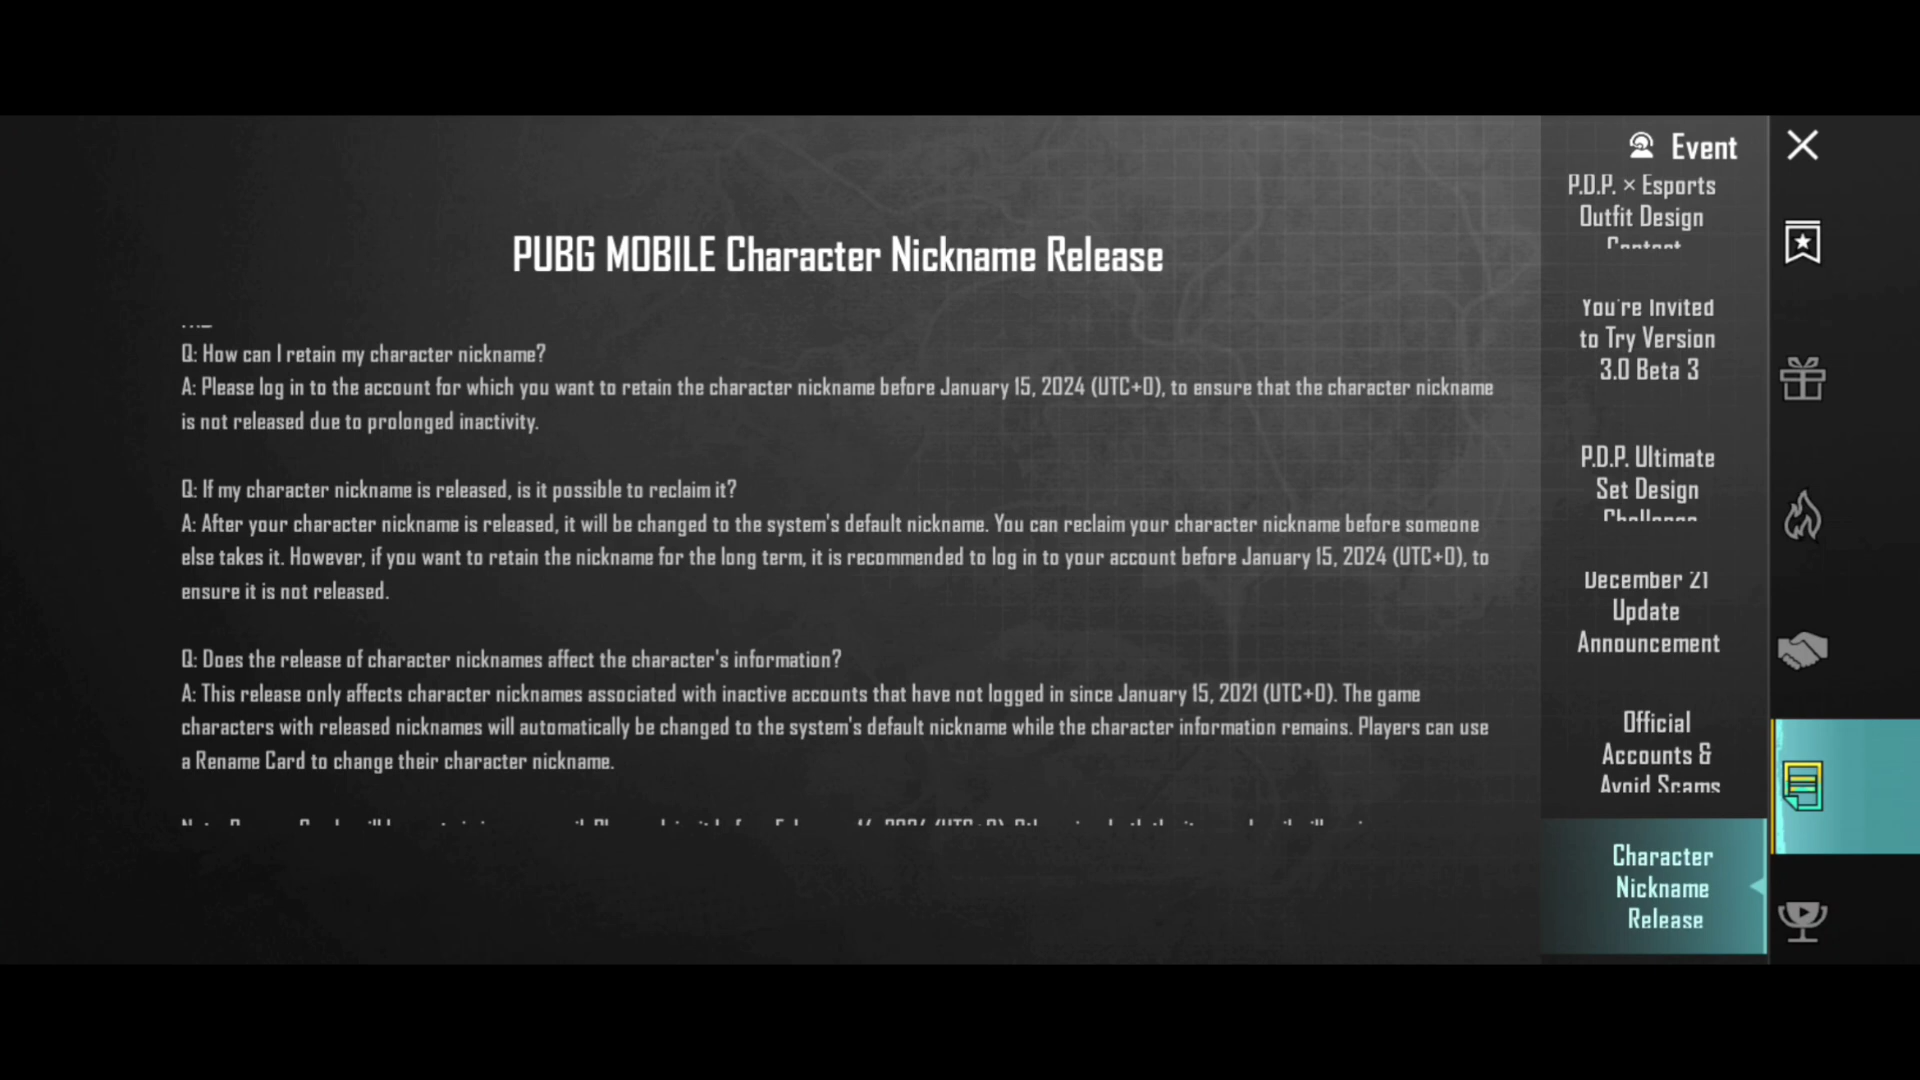 PUBG MOBILE Character Nickname Release
Q: How can I retain my character nickname?
A: Please log in to the account for which you want to retain the character nickname before January 15, 2024 (UTC+0), to ensure that the character nickname
is not released due to prolonged inactivity.
Q: If my character nickname is released, is it possible to reclaim it?
A: After your character nickname is released, it will be changed to the system's default nickname. You can reclaim your character nickname before someone
else takes it. However, if you want to retain the nickname for the long term, it is recommended to log in to your account before January 15, 2024 (UTC+0), to
ensure it is not released.
Q: Does the release of character nicknames affect the character's information?
A: This release only affects character nicknames associated with inactive accounts that have not logged in since January 15, 2021 (UTC+0). The game
characters with released nicknames will automatically be changed to the system's default nickname while the character information remains. Players can use
a Rename Card to change their character nickname.
Event
P.D.P. × Esports
Outfit Design
You're Invited
to Try Version
3.0 Beta 3
P.D.P. Ultimate
Set Design
Challenge
December 21
Update
Announcement
Official
Accounts &
Avoid Scams
Character
Nickname
Release